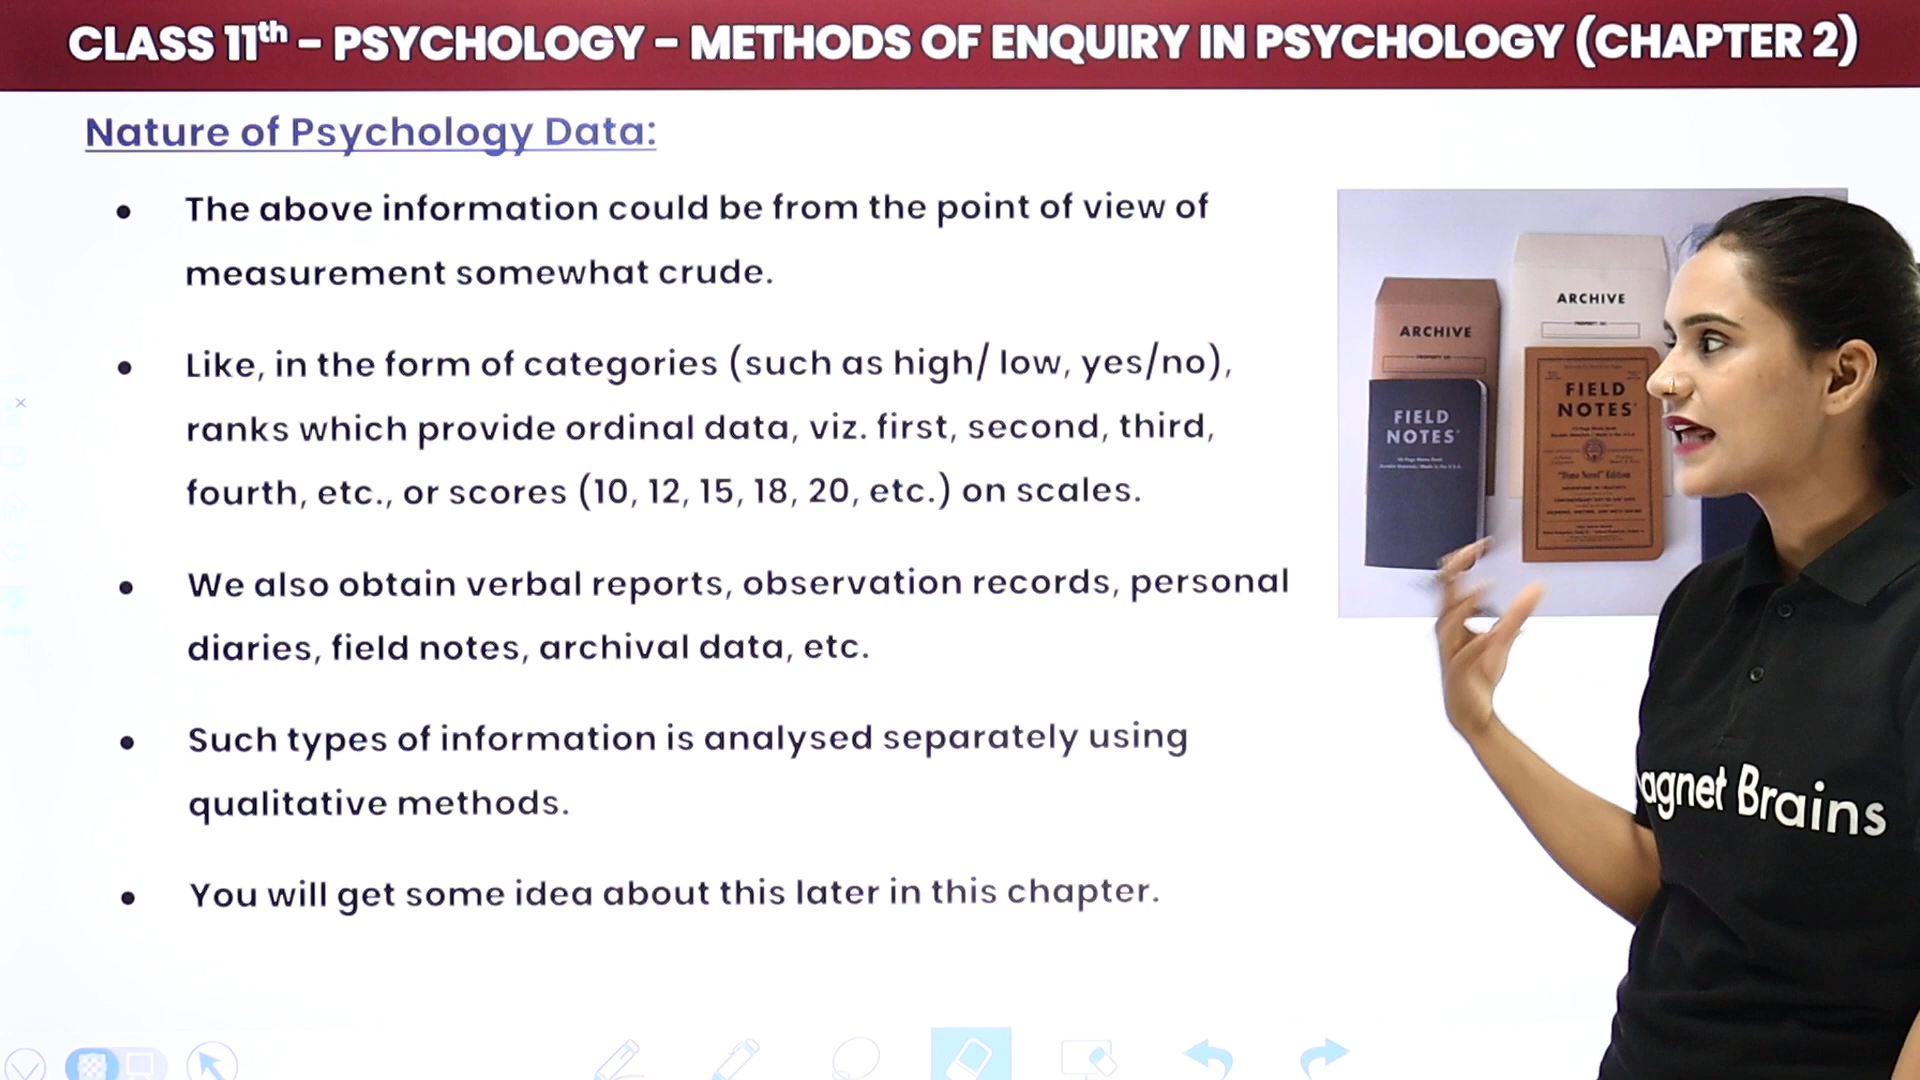 CLASS 11th – PSYCHOLOGY – METHODS OF ENQUIRY IN PSYCHOLOGY (CHAPTER 2)
Nature of Psychology Data:
• The above information could be from the point of view of
measurement somewhat crude.
• Like, in the form of categories (such as high/ low, yes/no),
ranks which provide ordinal data, viz. first, second, third,
fourth, etc., or scores (10, 12, 15, 18, 20, etc.) on scales.
• We also obtain verbal reports, observation records, personal
diaries, field notes, archival data, etc.
• Such types of information is analysed separately using
qualitative methods.
• You will get some idea about this later in this chapter.
ARCHIVE
ARCHIVE
FIELD
NOTES
FIELD
NOTES
"Dime Novel" Edition
agnet Brains